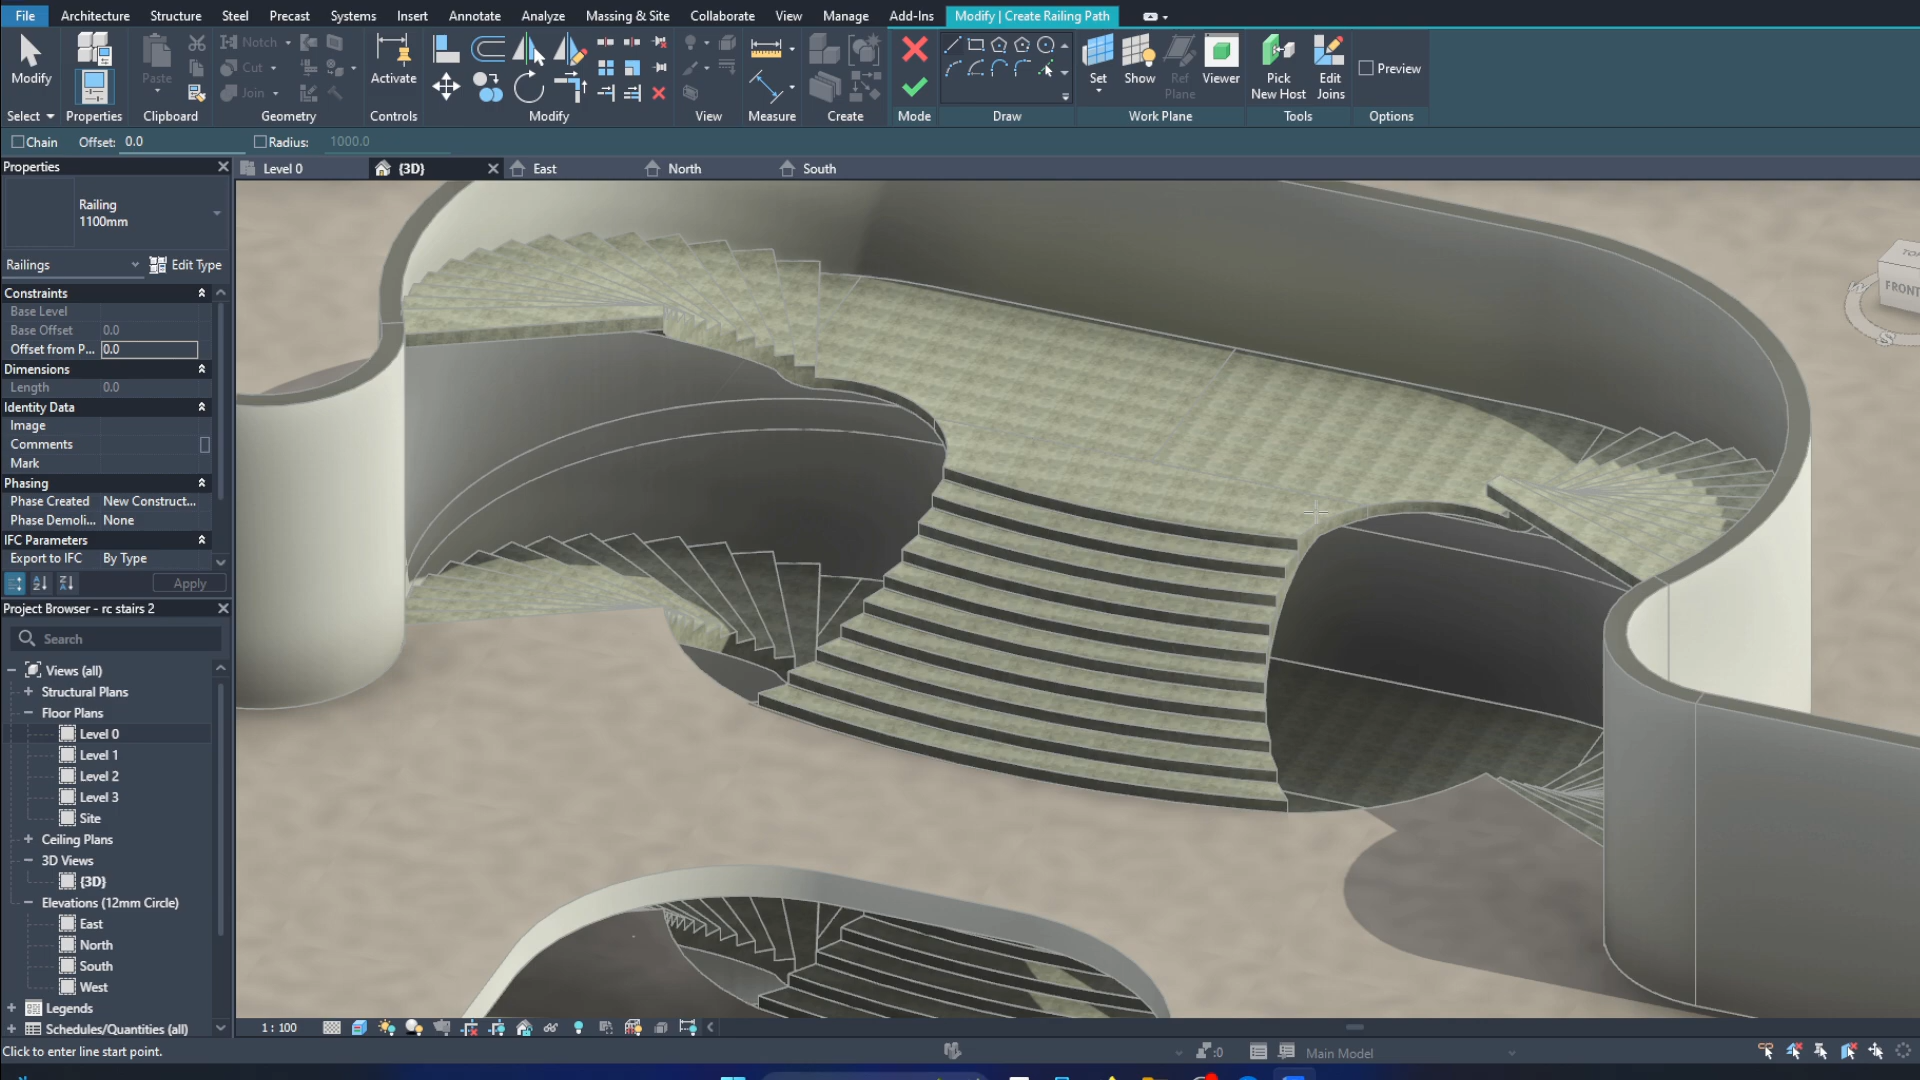 File Architecture Structure Steel Precast Systems Insert Annotate Analyze Massing & Site Collaborate View Manage Add-Ins Modify | Create Railing Path
Modify
Paste
Notch
Cut
Join
Activate
Set
Show
Ref
Plane
Viewer
Pick
New Host
Edit
Joins
Preview
Select Properties Clipboard Geometry Controls Modify View Measure Create Mode Draw Work Plane Tools Options
Chain Offset: 0.0 Radius: 1000.0
Properties
Level 0 {3D} East North South
Railing
1100mm
Railings Edit Type
Constraints
Base Level
Base Offset 0.0
Offset from P... 0.0
Dimensions
Length 0.0
Identity Data
Image
Comments
Mark
Phasing
Phase Created New Construct...
Phase Demoli... None
IFC Parameters
Export to IFC By Type
Apply
Project Browser - rc stairs 2
Search
Views (all)
Structural Plans
Floor Plans
Level 0
Level 1
Level 2
Level 3
Site
Ceiling Plans
3D Views
{3D}
Elevations (12mm Circle)
East
North
South
West
Legends
Schedules/Quantities (all)
TOP
FRONT
S
1 : 100
Click to enter line start point.
:0
Main Model